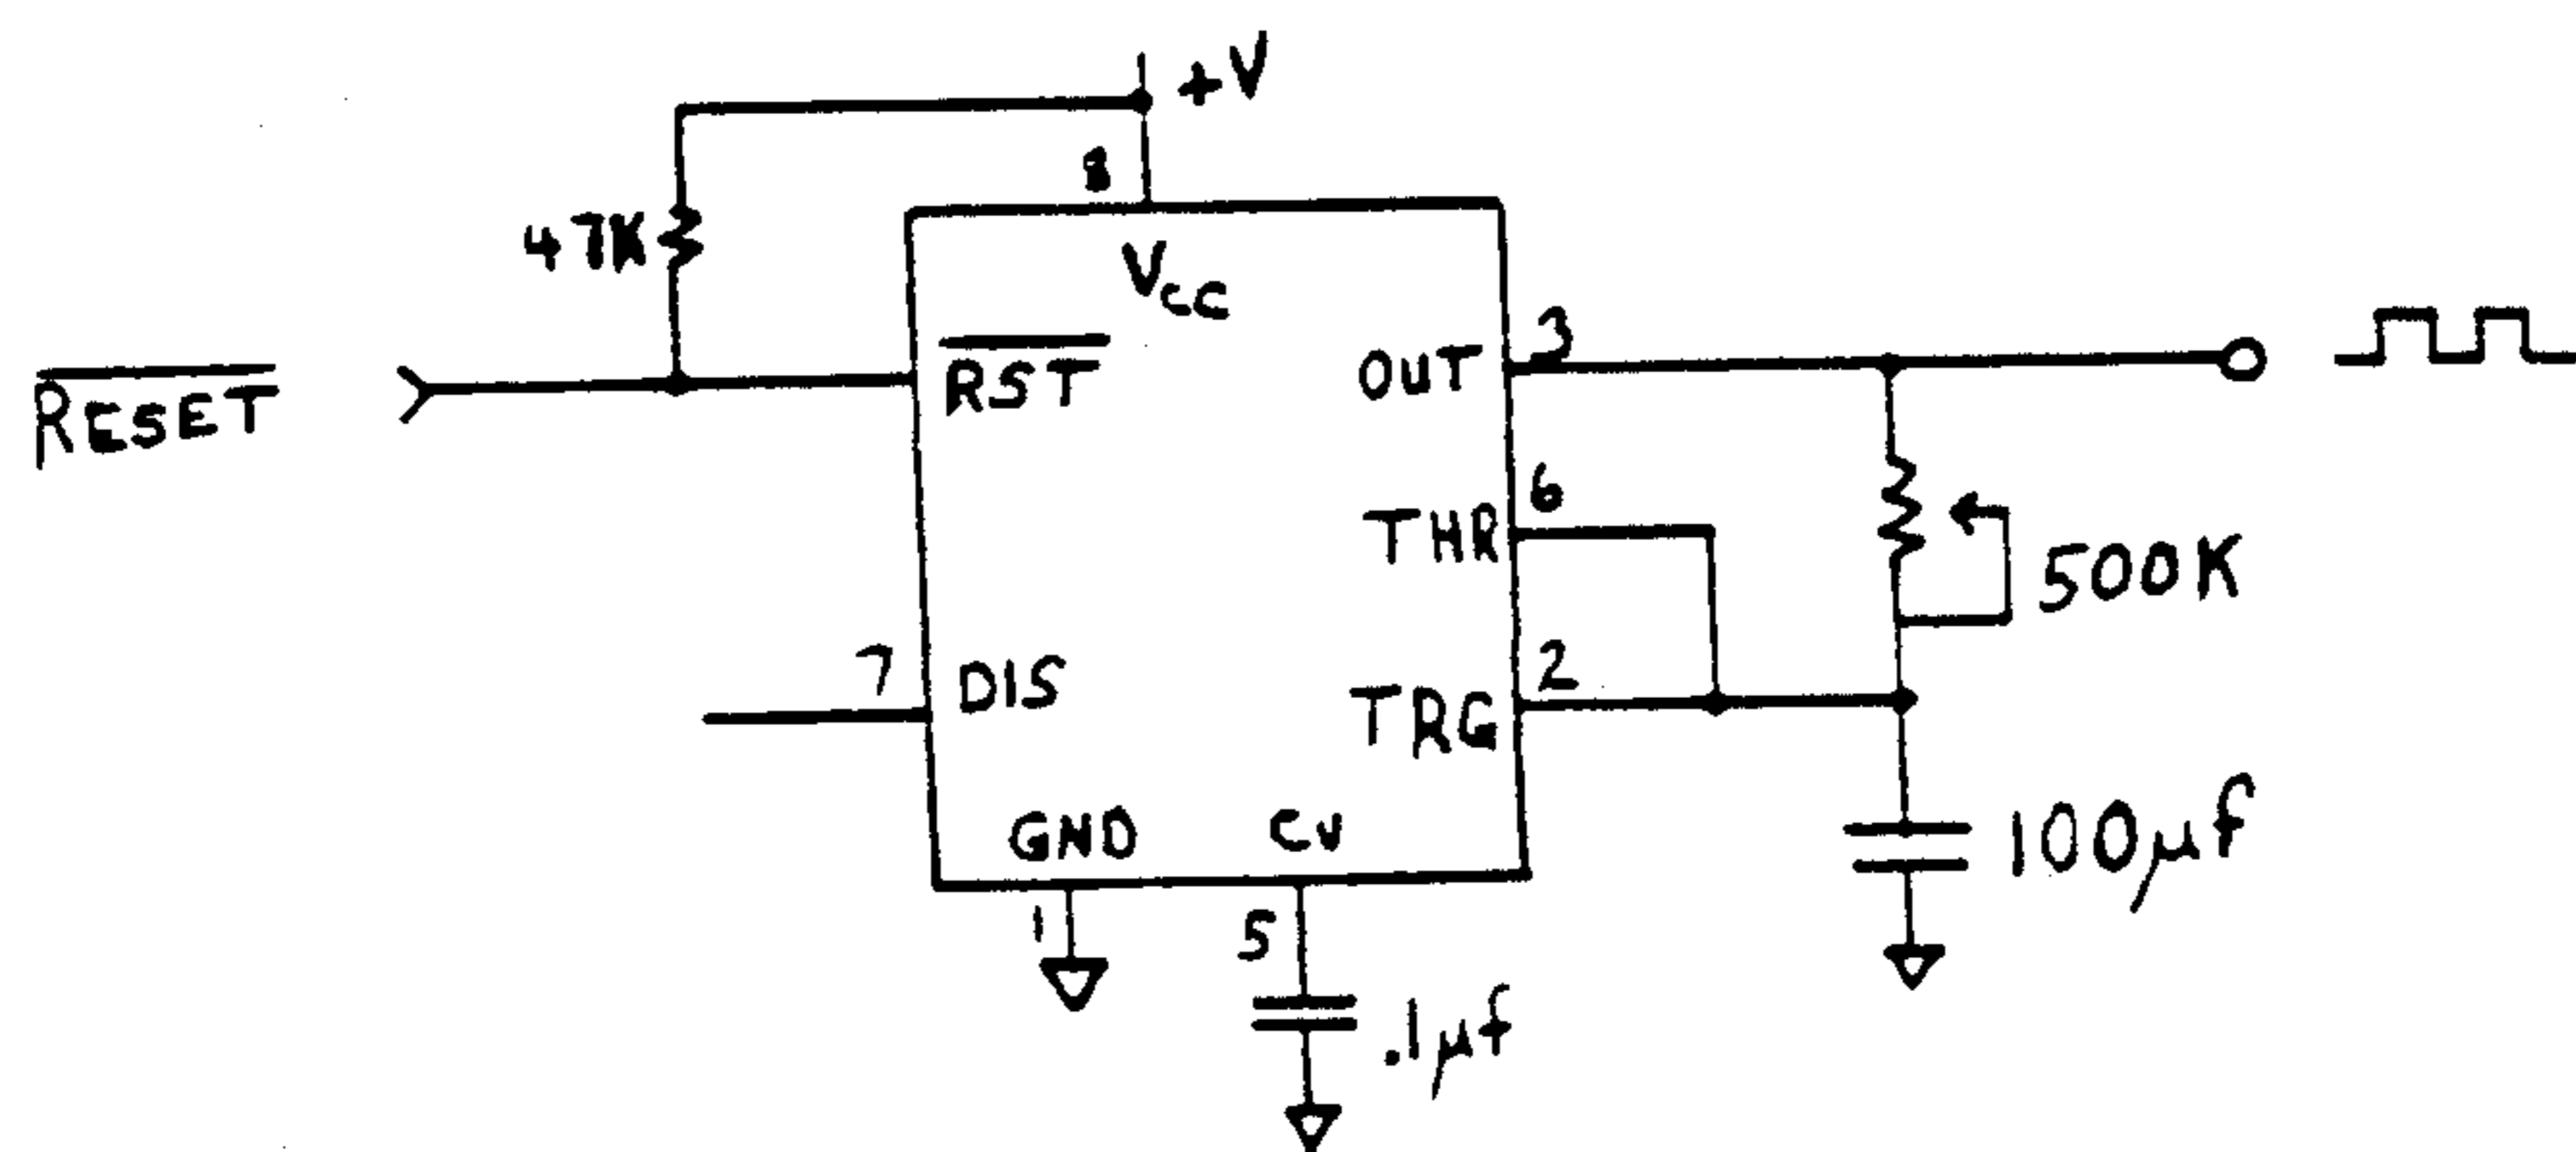 +V
8
47K
VCC
RESET
RST
OUT
3
THR
6
500K
7
DIS
TRG
2
GND
CV
100µf
1
5
.1µf